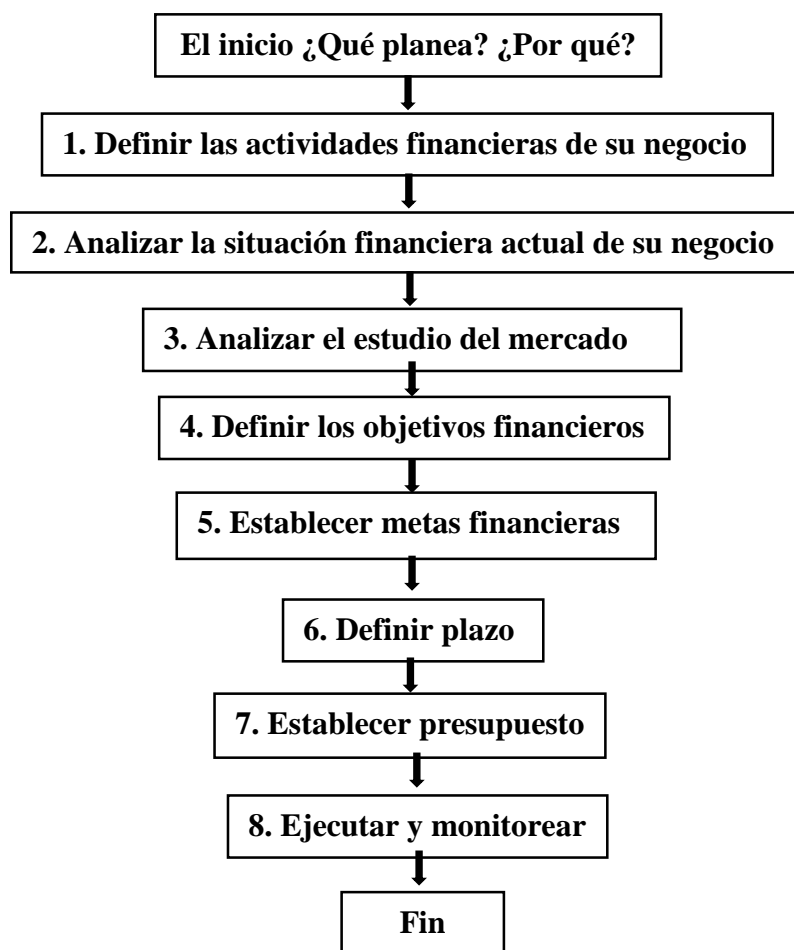 El inicio ¿Qué planea? ¿Por qué?
1. Definir las actividades financieras de su negocio
2. Analizar la situación financiera actual de su negocio
3. Analizar el estudio del mercado
4. Definir los objetivos financieros
5. Establecer metas financieras
6. Definir plazo
7. Establecer presupuesto
8. Ejecutar y monitorear
Fin